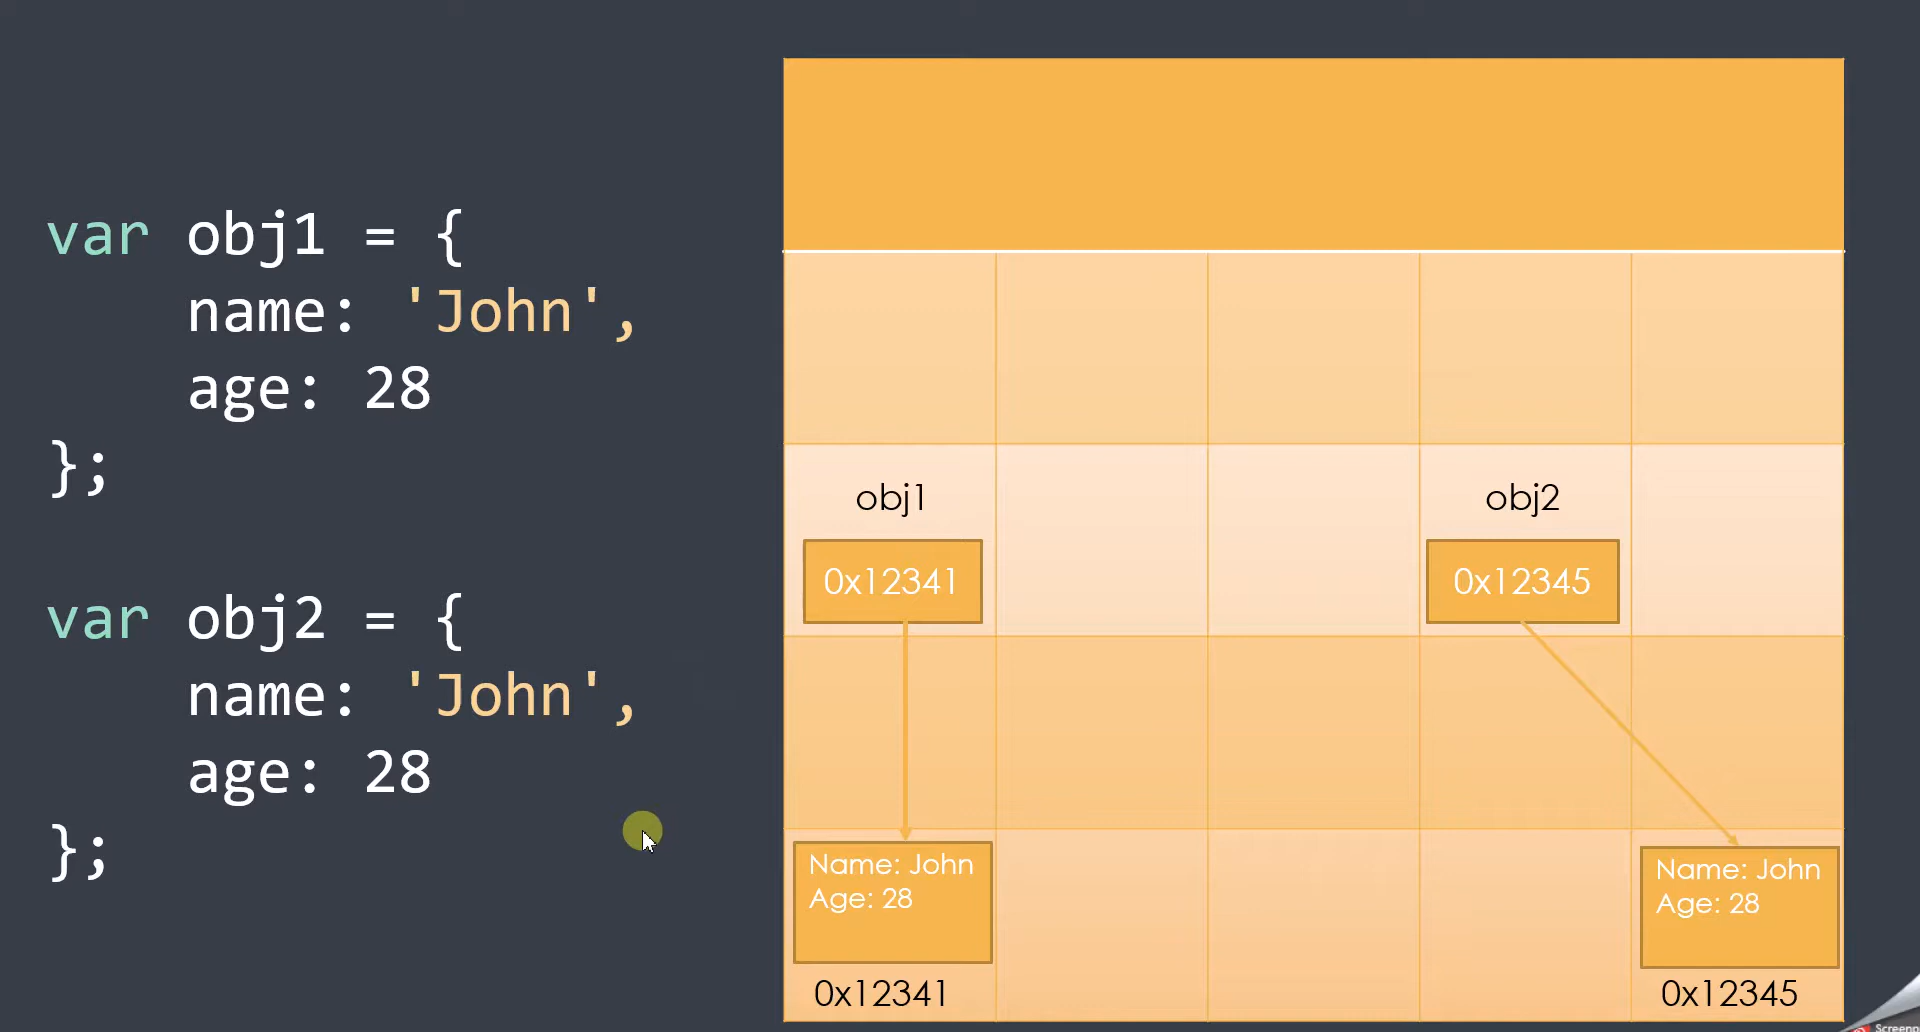 var obj1 = {
name: 'John',
age: 28
};
var obj2 = {
name: 'John',
age: 28
};
obj1
obj2
0x12341
0x12345
Name: John
Age: 28
0x12341
Name: John
Age: 28
0x12345